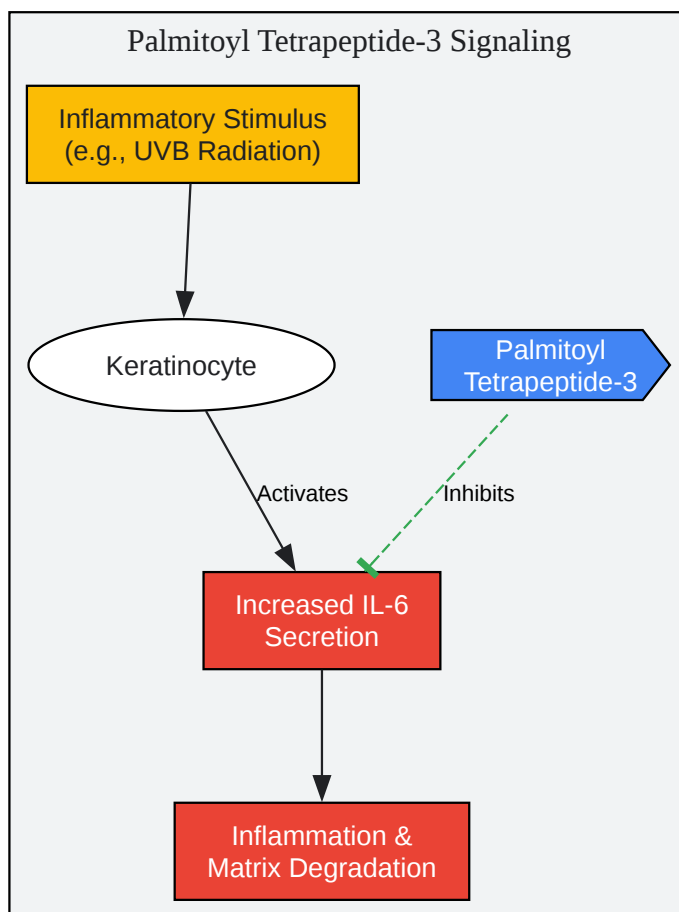 Palmitoyl Tetrapeptide-3 Signaling
Inflammatory Stimulus
(e.g., UVB Radiation)
Keratinocyte
Palmitoyl
Tetrapeptide-3
Activates
Inhibits
Increased IL-6
Secretion
Inflammation &
Matrix Degradation